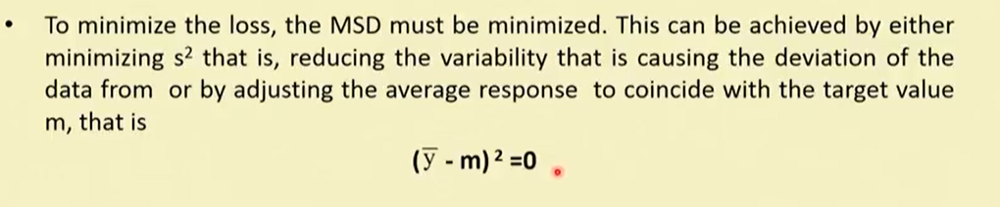 • To minimize the loss, the MSD must be minimized. This can be achieved by either
minimizing s² that is, reducing the variability that is causing the deviation of the
data from or by adjusting the average response to coincide with the target value
m, that is
(y̅ - m) ² =0